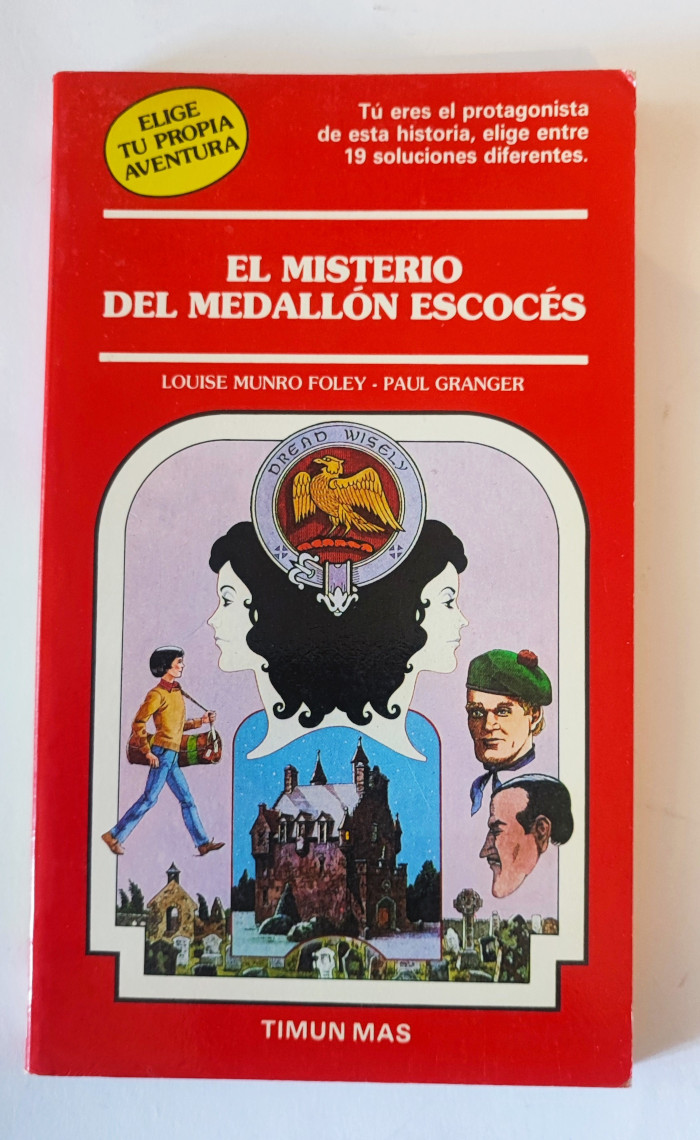 ELIGE
TU PROPIA
AVENTURA
Tú eres el protagonista
de esta historia, elige entre
19 soluciones diferentes.
EL MISTERIO
DEL MEDALLÓN ESCOCÉS
LOUISE MUNRO FOLEY - PAUL GRANGER
DREAD WISELY
TIMUN MAS